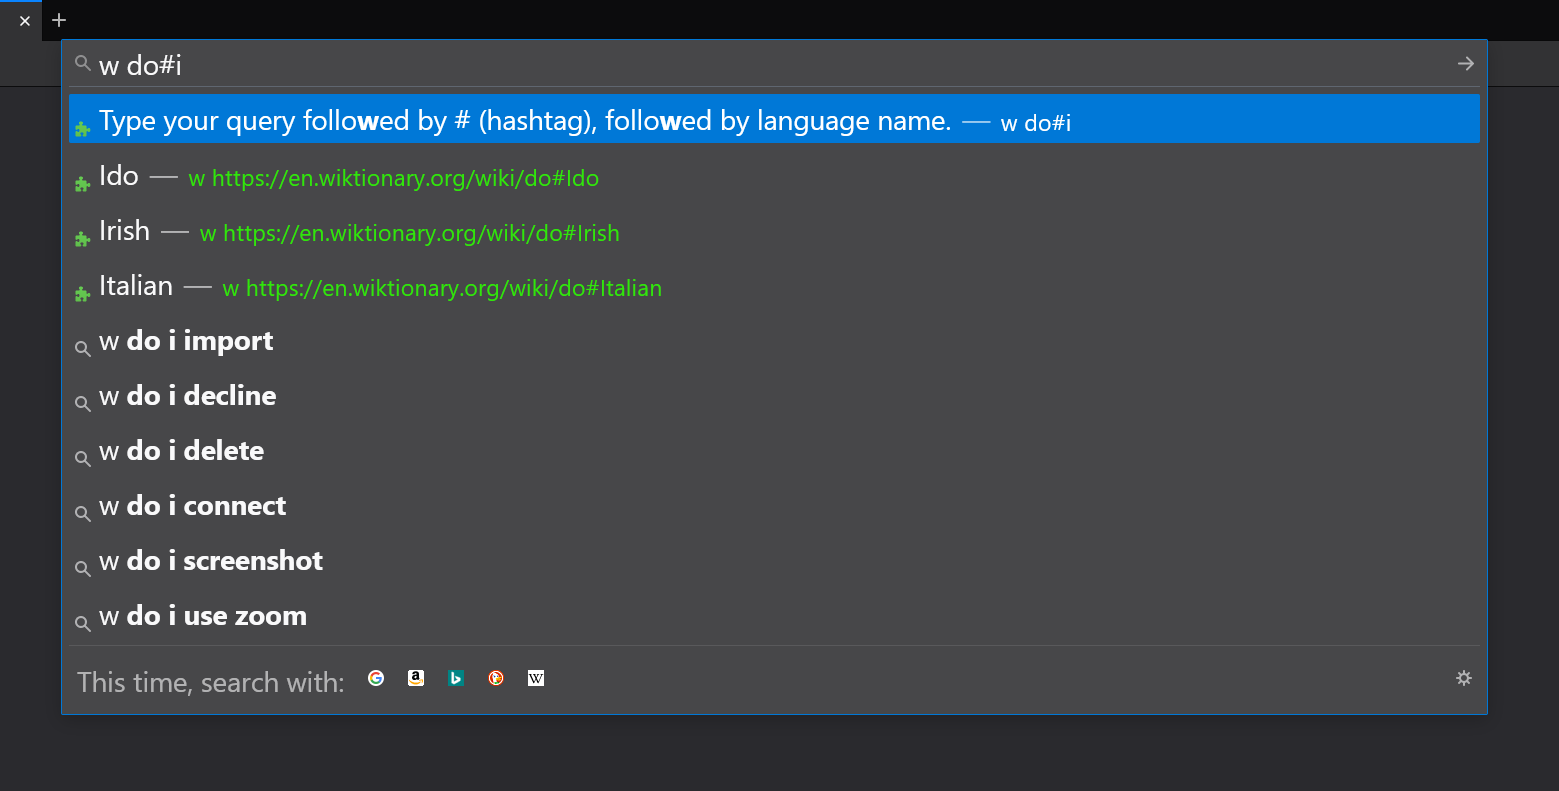 w do#i
Type your query followed by # (hashtag), followed by language name. — w do#i
Ido — w https://en.wiktionary.org/wiki/do#Ido
Irish — w https://en.wiktionary.org/wiki/do#Irish
Italian — w https://en.wiktionary.org/wiki/do#Italian
w do i import
w do i decline
w do i delete
w do i connect
w do i screenshot
w do i use zoom
This time, search with: G a b W